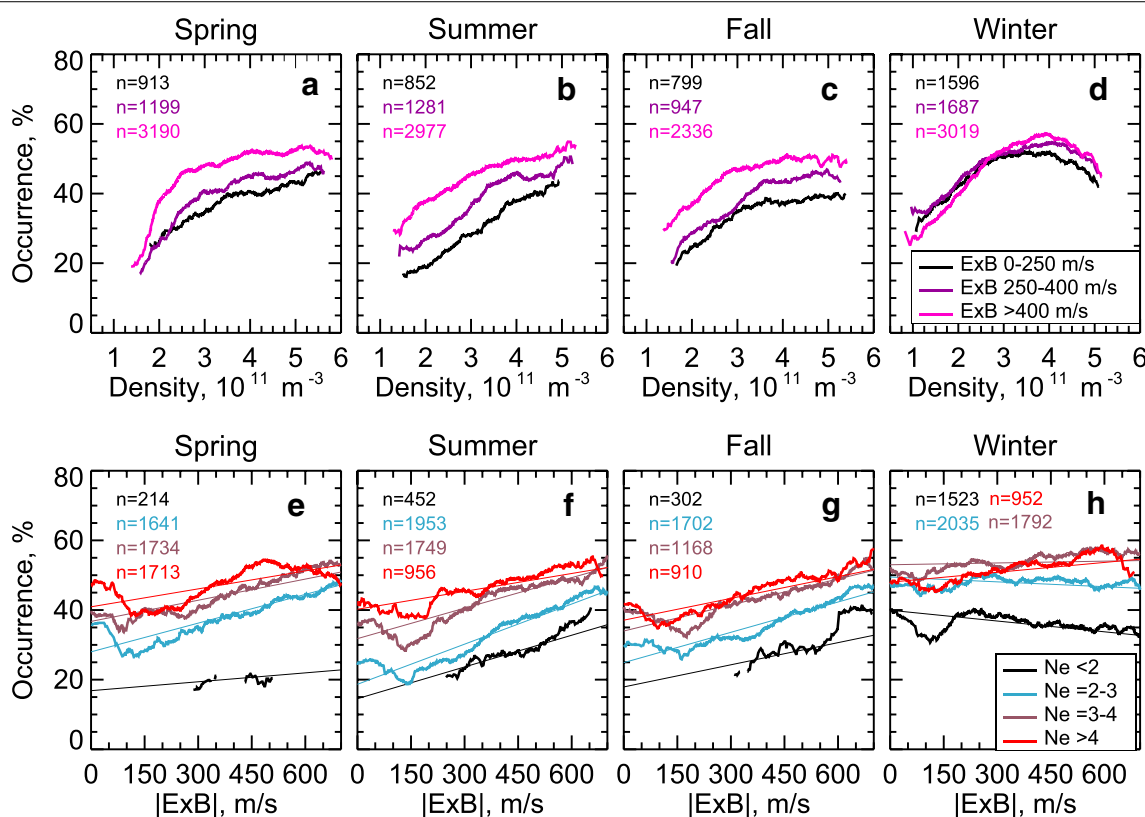 Spring Summer Fall Winter
Occurrence, %
80
60
40
20
0
a
n=913
n=1199
n=3190
b
n=852
n=1281
n=2977
c
n=799
n=947
n=2336
d
n=1596
n=1687
n=3019
ExB 0-250 m/s
ExB 250-400 m/s
ExB >400 m/s
1 2 3 4 5 6 1 2 3 4 5 6 1 2 3 4 5 6 1 2 3 4 5 6
Density, 10 11 m -3 Density, 10 11 m -3 Density, 10 11 m -3 Density, 10 11 m -3
Spring Summer Fall Winter
Occurrence, %
80
60
40
20
0
e
n=214
n=1641
n=1734
n=1713
f
n=452
n=1953
n=1749
n=956
g
n=302
n=1702
n=1168
n=910
h
n=1523 n=952
n=2035 n=1792
Ne <2
Ne =2-3
Ne =3-4
Ne >4
0 150 300 450 600 0 150 300 450 600 0 150 300 450 600 0 150 300 450 600
|ExB|, m/s |ExB|, m/s |ExB|, m/s |ExB|, m/s